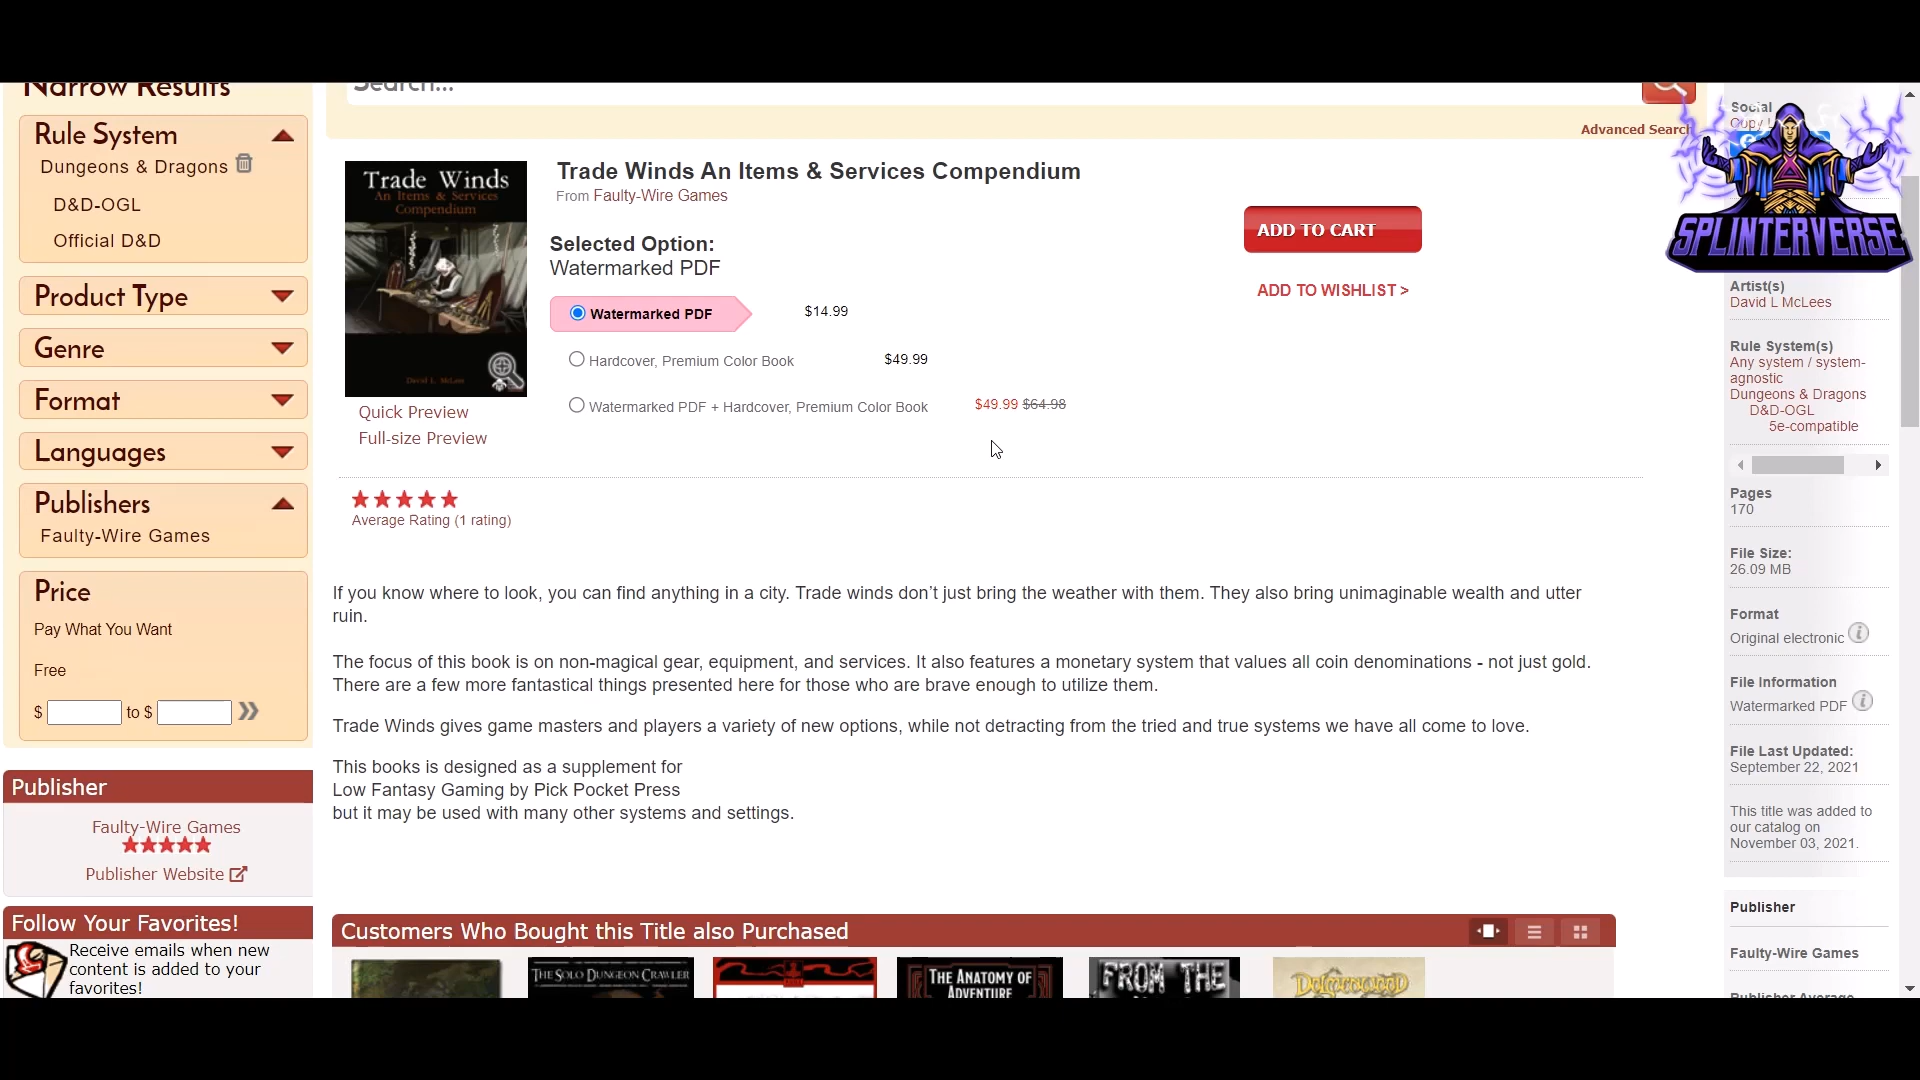 Narrow Results
Rule System
Dungeons & Dragons
D&D-OGL
Official D&D
Product Type
Genre
Format
Languages
Publishers
Faulty-Wire Games
Price
Pay What You Want
Free
$ to $
Publisher
Faulty-Wire Games
Publisher Website
Follow Your Favorites!
Receive emails when new
content is added to your
favorites!
Search...
Advanced Search
Trade Winds
An Items & Services
Compendium
David L. McLees
Quick Preview
Full-size Preview
Trade Winds An Items & Services Compendium
From Faulty-Wire Games
Selected Option:
Watermarked PDF
Watermarked PDF $14.99
Hardcover, Premium Color Book $49.99
Watermarked PDF + Hardcover, Premium Color Book $49.99 $64.98
ADD TO CART
ADD TO WISHLIST >
Average Rating (1 rating)
If you know where to look, you can find anything in a city. Trade winds don’t just bring the weather with them. They also bring unimaginable wealth and utter
ruin.
The focus of this book is on non-magical gear, equipment, and services. It also features a monetary system that values all coin denominations - not just gold.
There are a few more fantastical things presented here for those who are brave enough to utilize them.
Trade Winds gives game masters and players a variety of new options, while not detracting from the tried and true systems we have all come to love.
This books is designed as a supplement for
Low Fantasy Gaming by Pick Pocket Press
but it may be used with many other systems and settings.
Customers Who Bought this Title also Purchased
THE SOLO DUNGEON CRAWLER
THE ANATOMY OF
ADVENTURE
FROM THE
Dolmenwood
Social
Copy
SPLINTERVERSE
Artist(s)
David L McLees
Rule System(s)
Any system / system-
agnostic
Dungeons & Dragons
D&D-OGL
5e-compatible
Pages
170
File Size:
26.09 MB
Format
Original electronic
File Information
Watermarked PDF
File Last Updated:
September 22, 2021
This title was added to
our catalog on
November 03, 2021.
Publisher
Faulty-Wire Games
Publisher Average